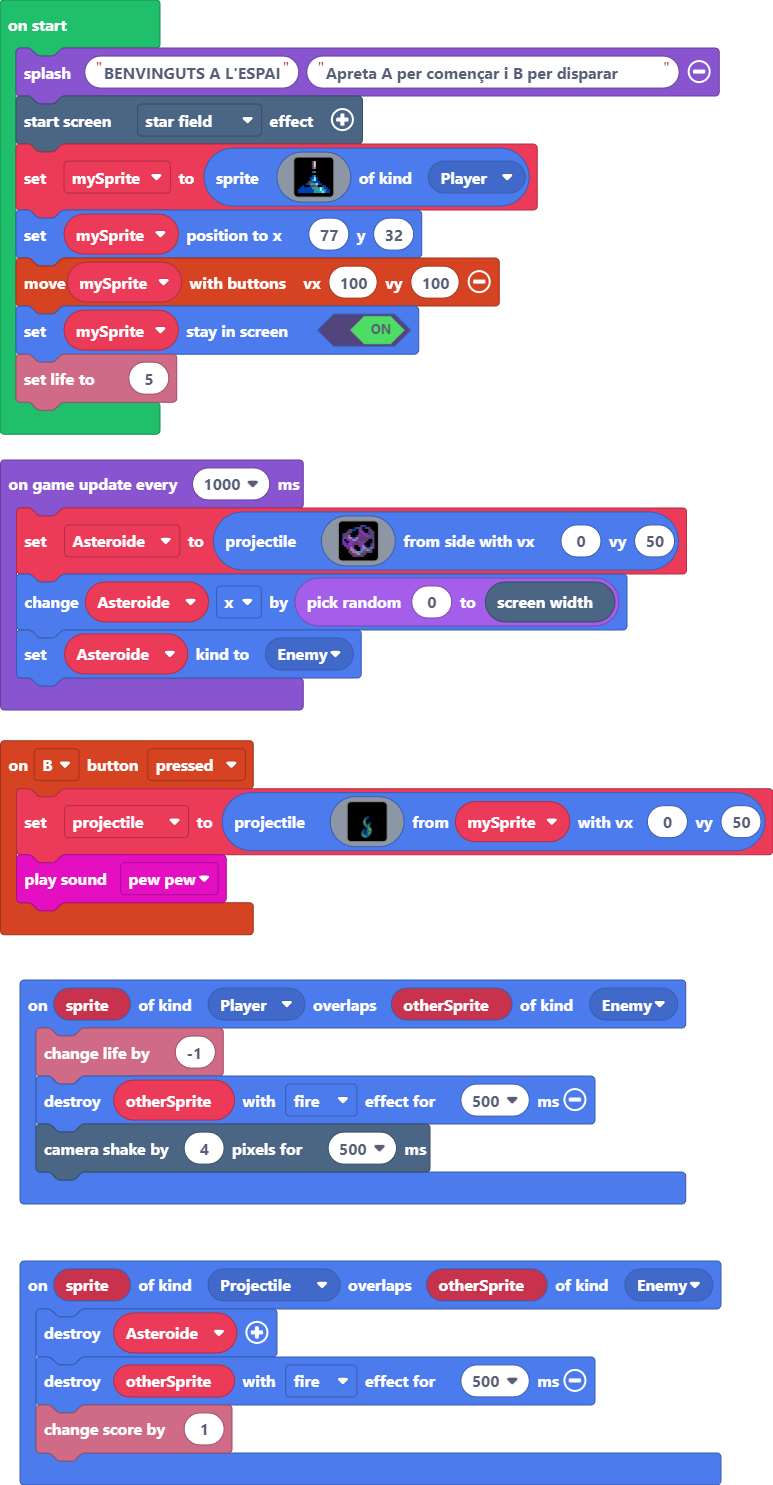 on start
splash "BENVINGUTS A L'ESPAI" "Apreta A per començar i B per disparar"
start screen star field effect
set mySprite to sprite of kind Player
set mySprite position to x 77 y 32
move mySprite with buttons vx 100 vy 100
set mySprite stay in screen ON
set life to 5
on game update every 1000 ms
set Asteroide to projectile from side with vx 0 vy 50
change Asteroide x by pick random 0 to screen width
set Asteroide kind to Enemy
on B button pressed
set projectile to projectile from mySprite with vx 0 vy 50
play sound pew pew
on sprite of kind Player overlaps otherSprite of kind Enemy
change life by -1
destroy otherSprite with fire effect for 500 ms
camera shake by 4 pixels for 500 ms
on sprite of kind Projectile overlaps otherSprite of kind Enemy
destroy Asteroide
destroy otherSprite with fire effect for 500 ms
change score by 1